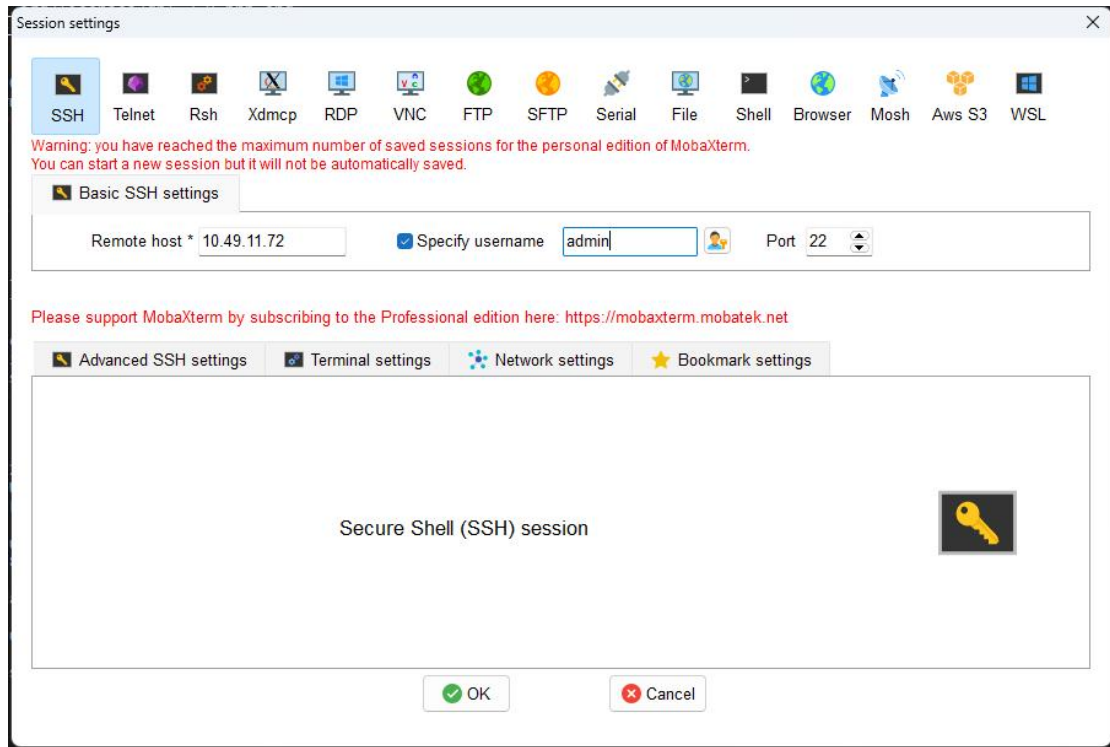 Session settings
SSH Telnet Rsh Xdmcp RDP VNC FTP SFTP Serial File Shell Browser Mosh Aws S3 WSL
Warning: you have reached the maximum number of saved sessions for the personal edition of MobaXterm.
You can start a new session but it will not be automatically saved.
Basic SSH settings
Remote host * 10.49.11.72 Specify username admin Port 22
Please support MobaXterm by subscribing to the Professional edition here: https://mobaxterm.mobatek.net
Advanced SSH settings Terminal settings Network settings Bookmark settings
Secure Shell (SSH) session
OK Cancel